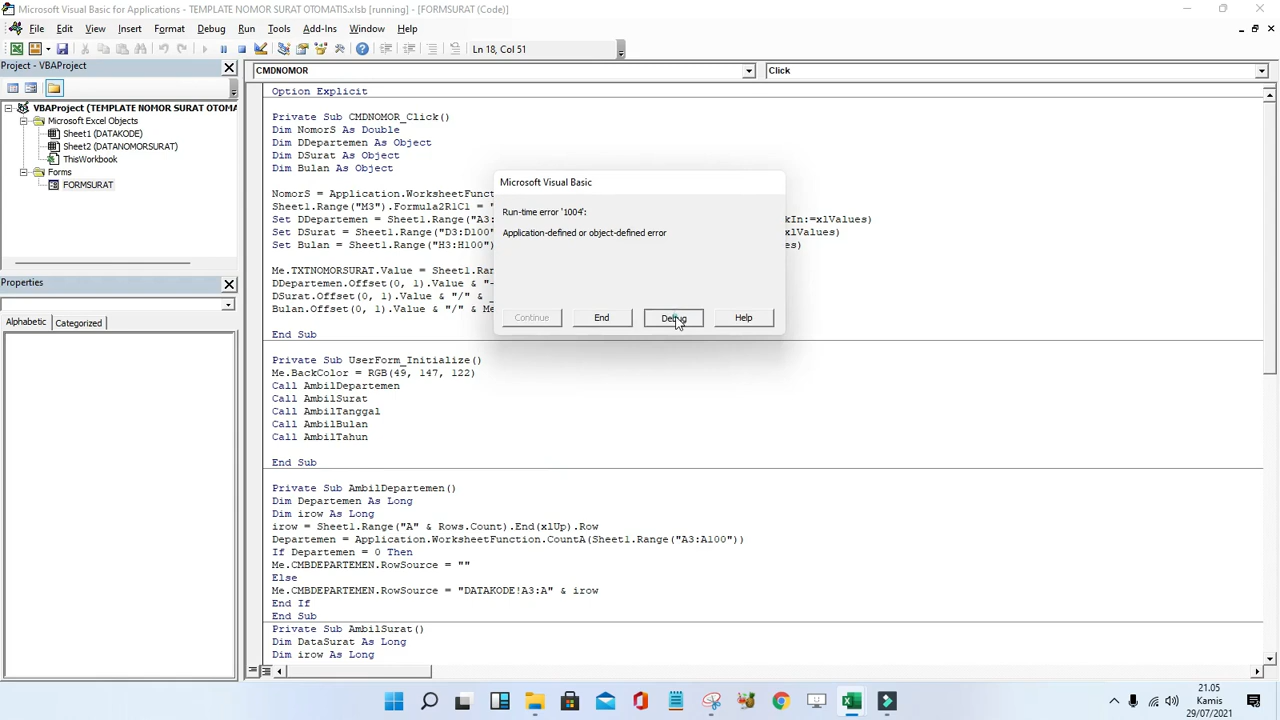 Microsoft Visual Basic for Applications - TEMPLATE NOMOR SURAT OTOMATIS.xlsb [running] - [FORMSURAT (Code)]
File Edit View Insert Format Debug Run Tools Add-Ins Window Help
Ln 18, Col 51
Project - VBAProject
CMDNOMOR
Click
VBAProject (TEMPLATE NOMOR SURAT OTOMA
Microsoft Excel Objects
Sheet1 (DATAKODE)
Sheet2 (DATANOMORSURAT)
ThisWorkbook
Forms
FORMSURAT
Properties
Alphabetic Categorized
Option Explicit
Private Sub CMDNOMOR_Click()
Dim NomorS As Double
Dim DDepartemen As Object
Dim DSurat As Object
Dim Bulan As Object
NomorS = Application.WorksheetFunc
Sheet1.Range("M3").Formula2R1C1 = "
Set DDepartemen = Sheet1.Range("A3: kIn:=xlValues)
Set DSurat = Sheet1.Range("D3:D100" xlValues)
Set Bulan = Sheet1.Range("H3:H100") es)
Me.TXTNOMORSURAT.Value = Sheet1.Ran
DDepartemen.Offset(0, 1).Value & "-
DSurat.Offset(0, 1).Value & "/" & _
Bulan.Offset(0, 1).Value & "/" & Me
End Sub
Microsoft Visual Basic
Run-time error '1004':
Application-defined or object-defined error
Continue End Debug Help
Private Sub UserForm_Initialize()
Me.BackColor = RGB(49, 147, 122)
Call AmbilDepartemen
Call AmbilSurat
Call AmbilTanggal
Call AmbilBulan
Call AmbilTahun
End Sub
Private Sub AmbilDepartemen()
Dim Departemen As Long
Dim irow As Long
irow = Sheet1.Range("A" & Rows.Count).End(xlUp).Row
Departemen = Application.WorksheetFunction.CountA(Sheet1.Range("A3:A100"))
If Departemen = 0 Then
Me.CMBDEPARTEMEN.RowSource = ""
Else
Me.CMBDEPARTEMEN.RowSource = "DATAKODE!A3:A" & irow
End If
End Sub
Private Sub AmbilSurat()
Dim DataSurat As Long
Dim irow As Long
21.05
Kamis
29/07/2021